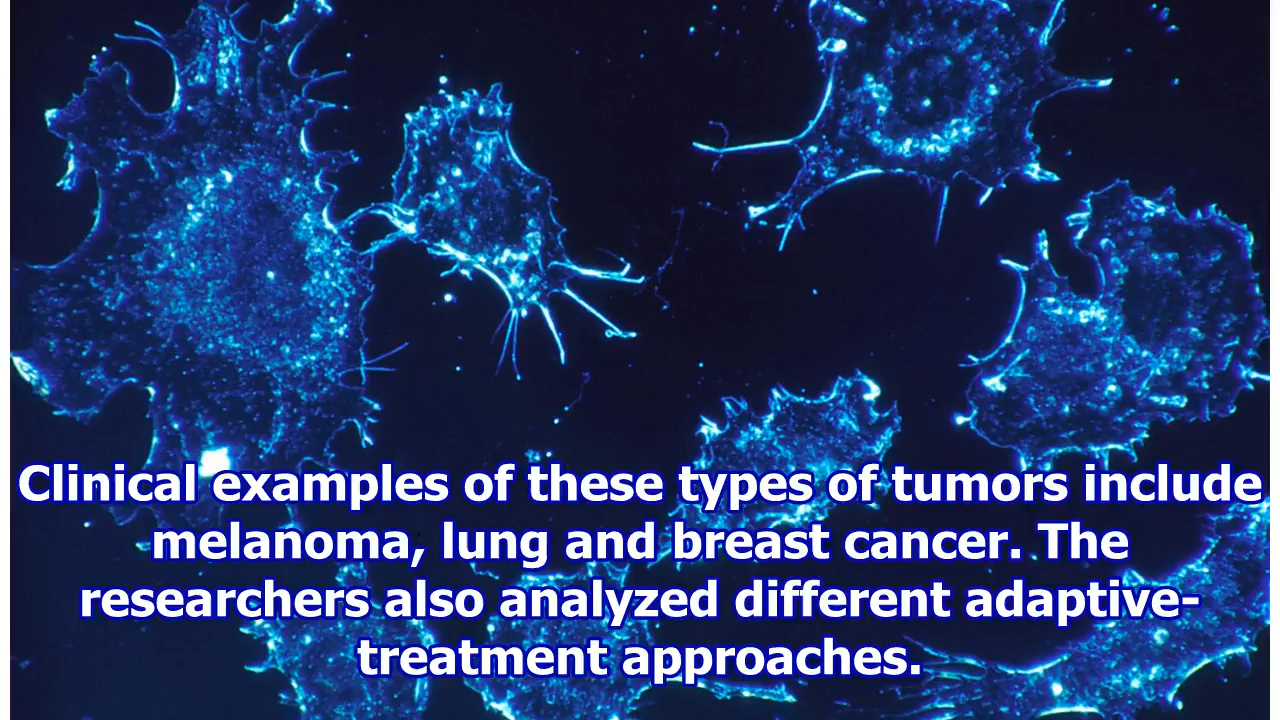 Clinical examples of these types of tumors include
melanoma, lung and breast cancer. The
researchers also analyzed different adaptive-
treatment approaches.